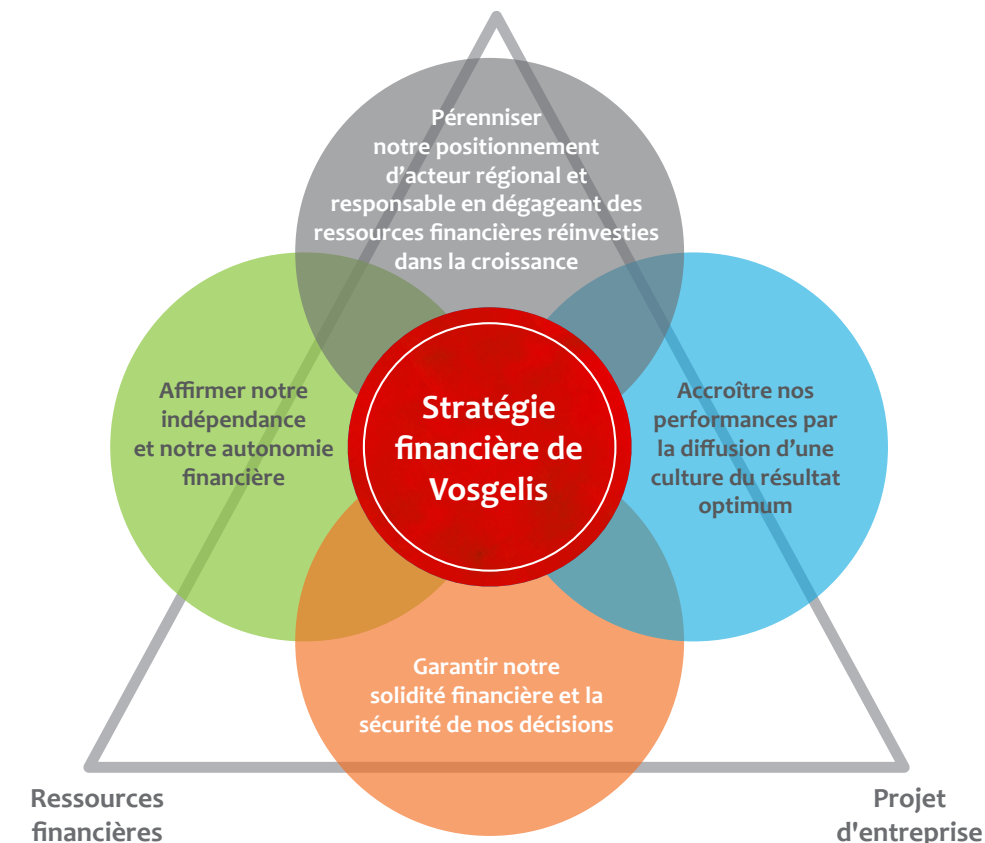 Pérenniser
notre positionnement
d’acteur régional et
responsable en dégageant des
ressources financières réinvesties
dans la croissance
Affirmer notre
indépendance
et notre autonomie
financière
Stratégie
financière de
Vosgelis
Accroître nos
performances par
la diffusion d’une
culture du résultat
optimum
Garantir notre
solidité financière et la
sécurité de nos décisions
Ressources
financières
Projet
d'entreprise